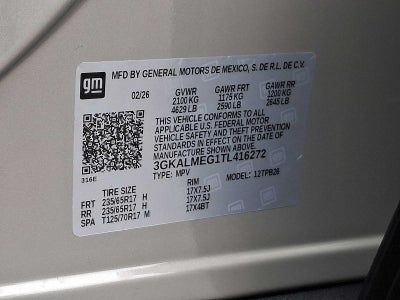 gm
MFD BY GENERAL MOTORS DE MEXICO, S. DE R.L. DE C.V.
02/26 GVWR GAWR FRT GAWR RR
2100 KG 1175 KG 1200 KG
4629 LB 2590 LB 2645 LB
THIS VEHICLE CONFORMS TO ALL
APPLICABLE U.S. FEDERAL MOTOR
VEHICLE SAFETY AND THEFT PREVENTION
STANDARDS IN EFFECT ON THE DATE OF
MANUFACTURE SHOWN ABOVE.
3GKALMEG1TL416272
316E TYPE: MPV MODEL: 12TPB26
TIRE SIZE RIM
FRT 235/65R17 H 17X7.5J
RR 235/65R17 H 17X7.5J
SPA T125/70R17 M 17X4BT